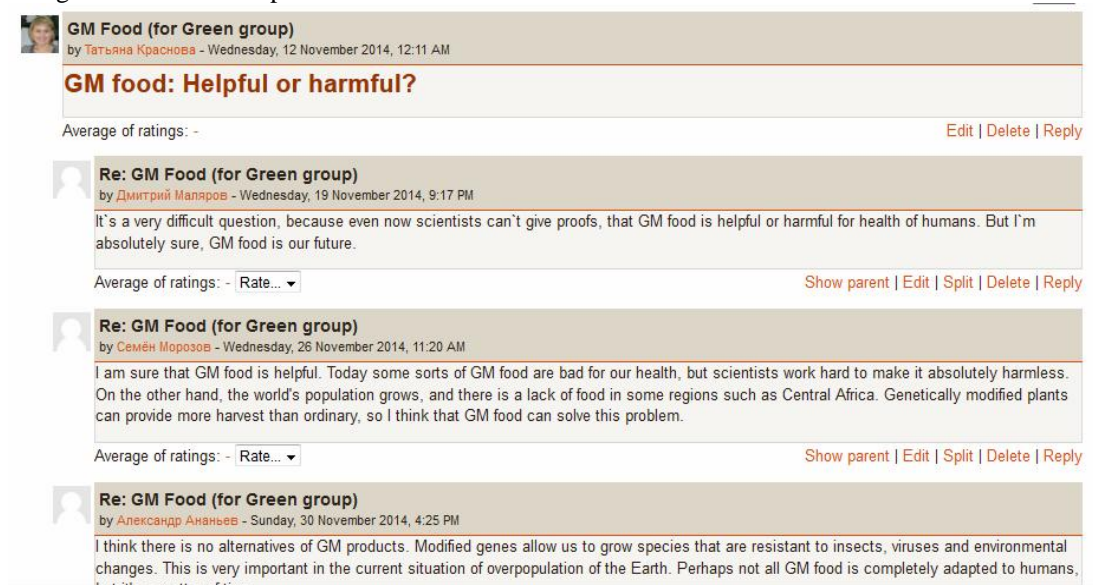 GM Food (for Green group)
by Татьяна Краснова - Wednesday, 12 November 2014, 12:11 AM
GM food: Helpful or harmful?
Average of ratings: -
Edit | Delete | Reply
Re: GM Food (for Green group)
by Дмитрий Маляров - Wednesday, 19 November 2014, 9:17 PM
It`s a very difficult question, because even now scientists can`t give proofs, that GM food is helpful or harmful for health of humans. But I`m
absolutely sure, GM food is our future.
Average of ratings: - Rate...
Show parent | Edit | Split | Delete | Reply
Re: GM Food (for Green group)
by Семён Морозов - Wednesday, 26 November 2014, 11:20 AM
I am sure that GM food is helpful. Today some sorts of GM food are bad for our health, but scientists work hard to make it absolutely harmless.
On the other hand, the world's population grows, and there is a lack of food in some regions such as Central Africa. Genetically modified plants
can provide more harvest than ordinary, so I think that GM food can solve this problem.
Average of ratings: - Rate...
Show parent | Edit | Split | Delete | Reply
Re: GM Food (for Green group)
by Александр Ананьев - Sunday, 30 November 2014, 4:25 PM
I think there is no alternatives of GM products. Modified genes allow us to grow species that are resistant to insects, viruses and environmental
changes. This is very important in the current situation of overpopulation of the Earth. Perhaps not all GM food is completely adapted to humans,